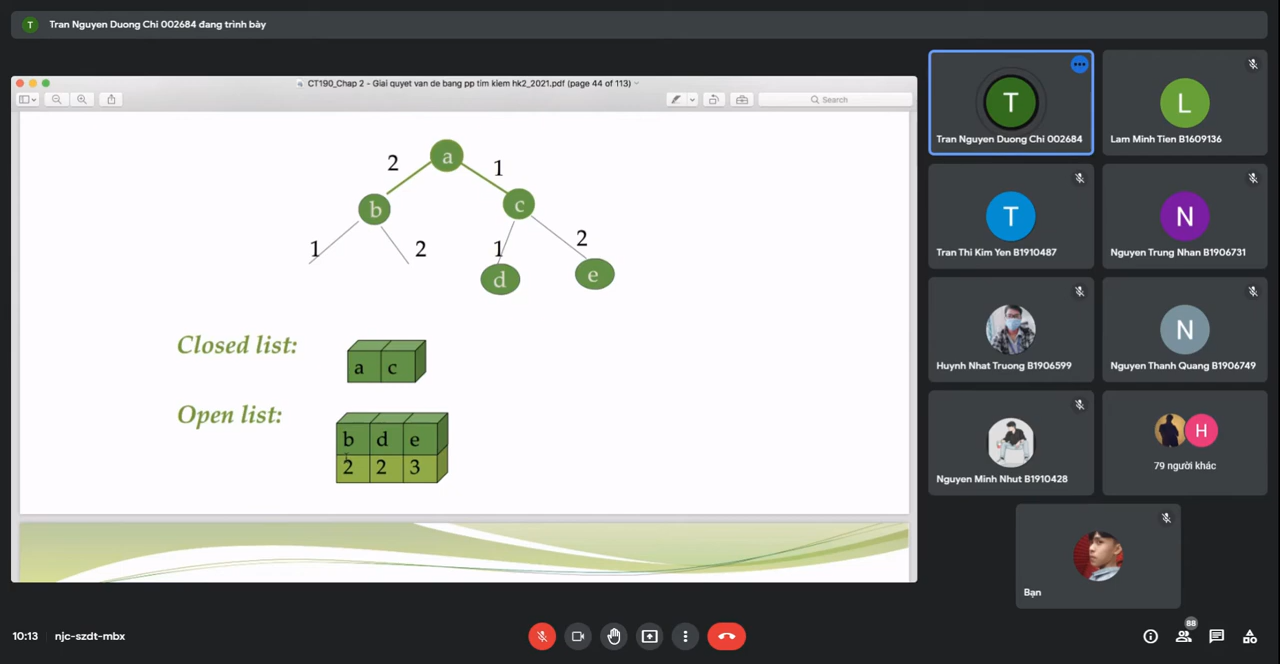 T Tran Nguyen Duong Chi 002684 đang trình bày
CT190_Chap 2 - Giai quyet van de bang pp tim kiem hk2_2021.pdf (page 44 of 113)
Search
a
2
1
b
c
1
2
1
2
d
e
Closed list:
a c
Open list:
b d e
2 2 3
T
Tran Nguyen Duong Chi 002684
L
Lam Minh Tien B1609136
T
Tran Thi Kim Yen B1910487
N
Nguyen Trung Nhan B1906731
Huynh Nhat Truong B1906599
N
Nguyen Thanh Quang B1906749
Nguyen Minh Nhut B1910428
H
79 người khác
Bạn
10:13 njc-szdt-mbx
88